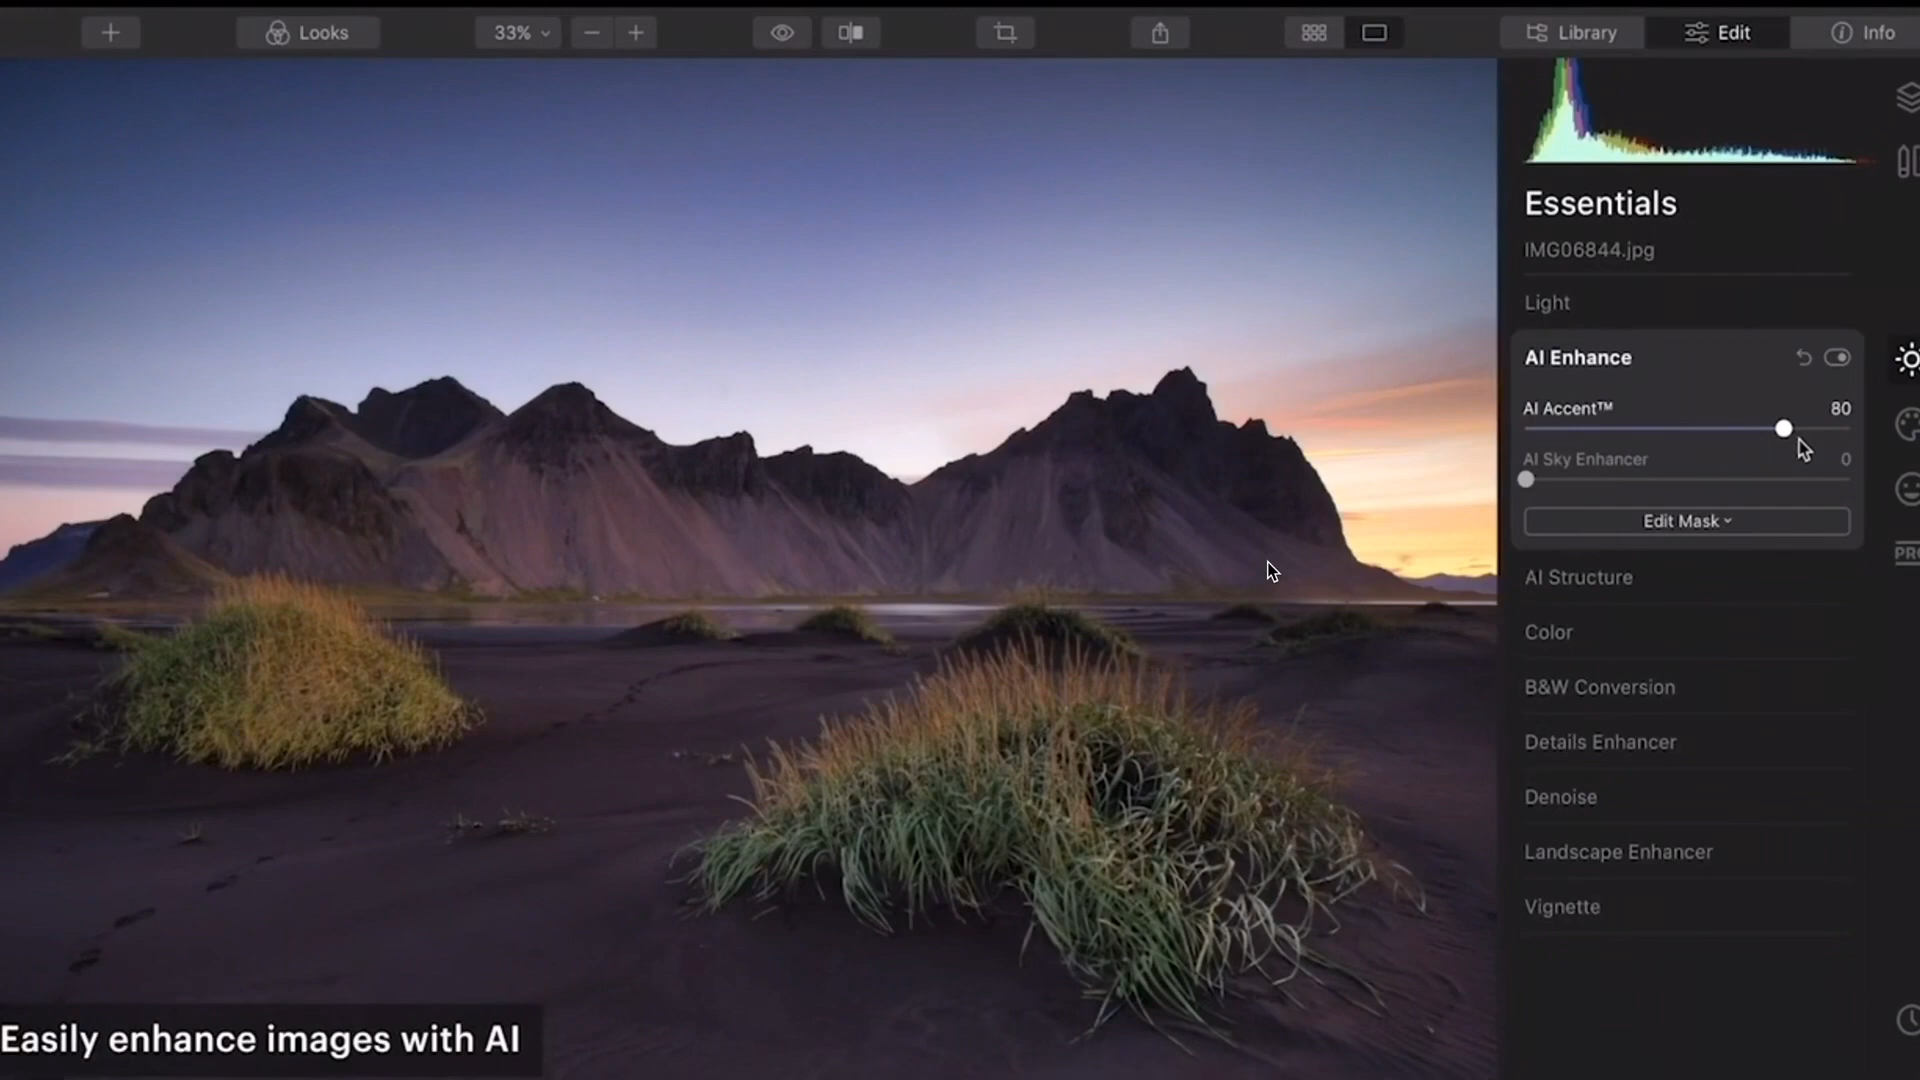 Looks
33%
Library
Edit
Info
Essentials
IMG06844.jpg
Light
AI Enhance
AI Accent™
80
AI Sky Enhancer
0
Edit Mask
AI Structure
Color
B&W Conversion
Details Enhancer
Denoise
Landscape Enhancer
Vignette
Easily enhance images with AI